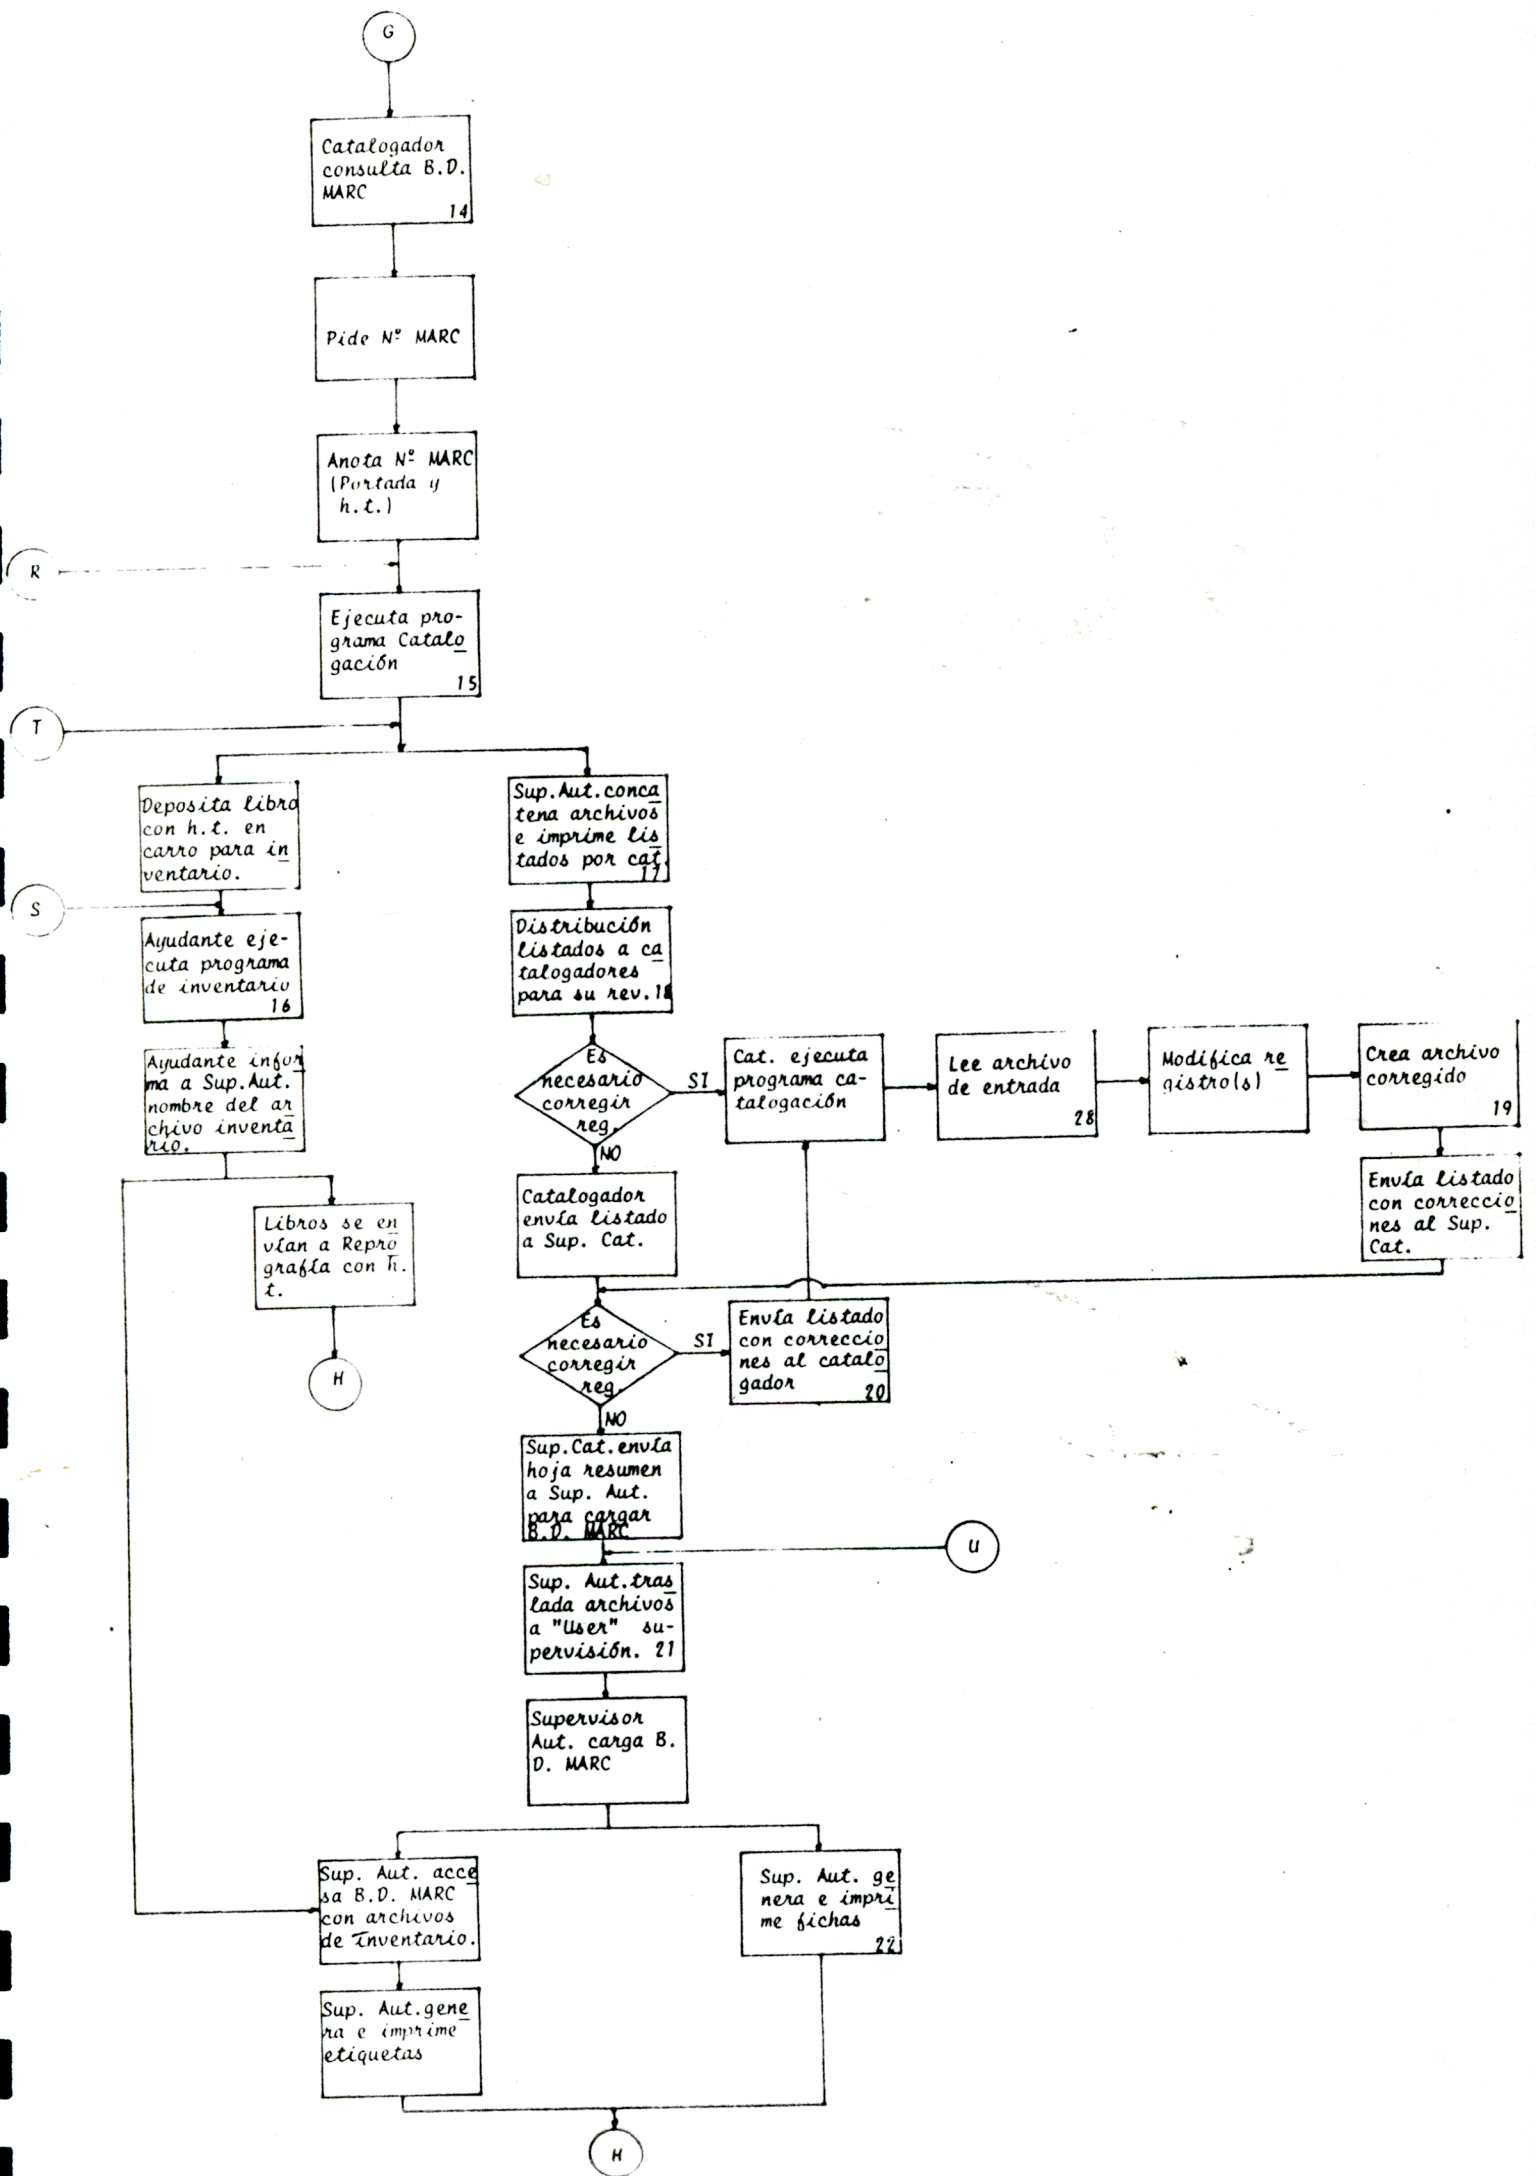 G
Catalogador
consulta B.D.
MARC
14
Pide Nº MARC
Anota Nº MARC
(Portada y
h.t.)
R
Ejecuta pro-
grama Catalo
gación
15
T
Deposita libro
con h.t. en
carro para in
ventario.
S
Ayudante eje-
cuta programa
de inventario
16
Ayudante infor
ma a Sup.Aut.
nombre del ar
chivo inventa
rio.
Libros se en
vían a Repro
grafía con h.
t.
H
Sup.Aut.conca
tena archivos
e imprime lis
tados por cat.
17
Distribución
listados a ca
talogadores
para su rev.18
Es
necesario
corregir
reg.
SI
NO
Cat. ejecuta
programa ca-
talogación
Lee archivo
de entrada
28
Modifica re
gistro(s)
Crea archivo
corregido
19
Envía listado
con correccio
nes al Sup.
Cat.
Catalogador
envía listado
a Sup. Cat.
Es
necesario
corregir
reg.
SI
NO
Envía listado
con correccio
nes al catalo
gador
20
Sup.Cat.envía
hoja resumen
a Sup. Aut.
para cargar
B.D. MARC
U
Sup. Aut.tras
lada archivos
a "User" su-
pervisión. 21
Supervisor
Aut. carga B.
D. MARC
Sup. Aut. acce
sa B.D. MARC
con archivos
de Inventario.
Sup. Aut.gene
ra e imprime
etiquetas
Sup. Aut. ge
nera e impri
me fichas
22
H